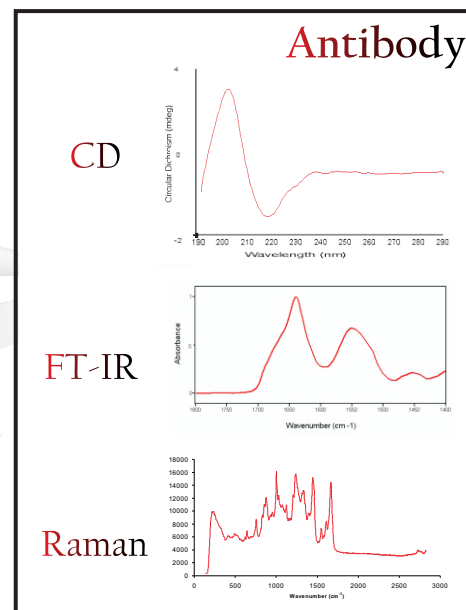 Antibody
CD
Circular Dichroism (mdeg)
4
0
-2
190 200 210 220 230 240 250 260 270 280 290
Wavelength (nm)
FT-IR
Absorbance
1
.5
0
1800 1750 1700 1650 1600 1550 1500 1450 1400
Wavenumber (cm -1)
Raman
18000
16000
14000
12000
10000
8000
6000
4000
2000
0
0 500 1000 1500 2000 2500 3000
Wavenumber (cm⁻¹)